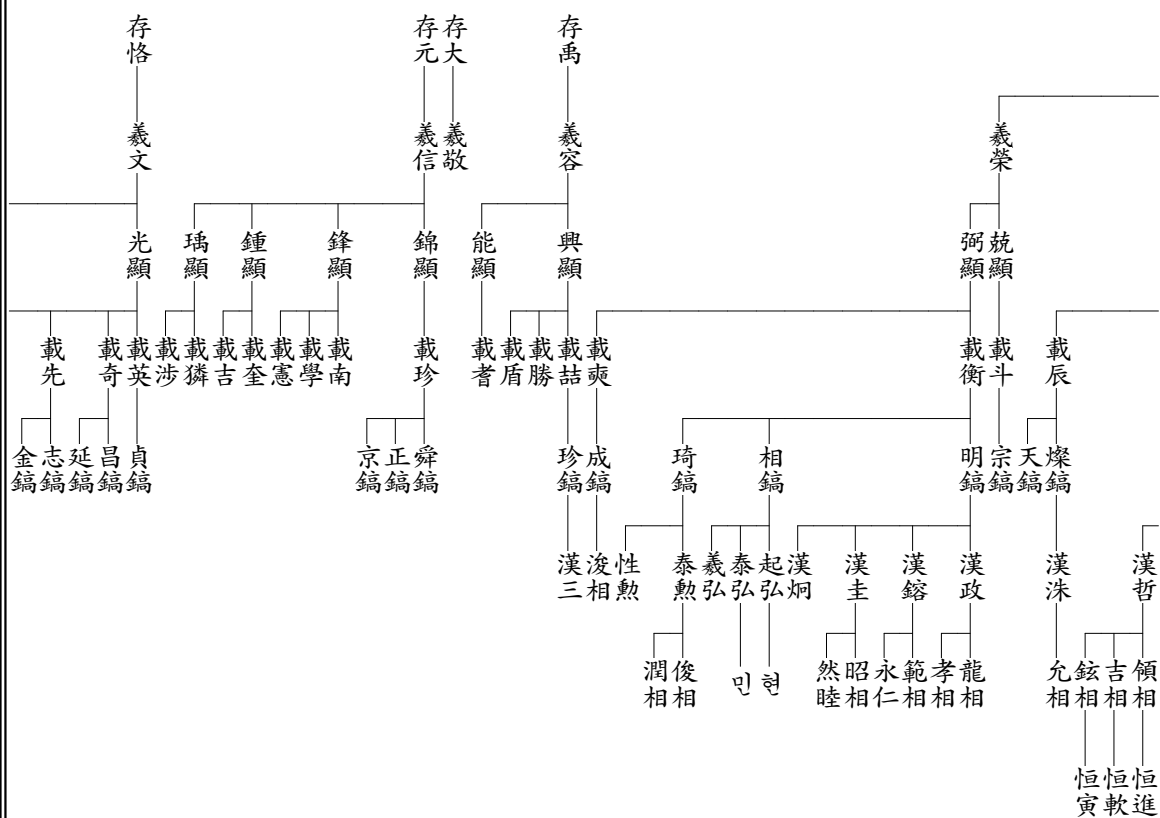 存禹
存大
存元
存恪
羲榮
羲容
羲敬
羲信
羲文
兢顯
弼顯
興顯
能顯
錦顯
鋒顯
鍾顯
瑀顯
光顯
載辰
載斗
載衡
載奭
載喆
載勝
載盾
載耆
載珍
載南
載學
載憲
載奎
載吉
載獜
載涉
載英
載奇
載先
燦鎬
天鎬
宗鎬
明鎬
相鎬
琦鎬
成鎬
珍鎬
舜鎬
正鎬
京鎬
貞鎬
昌鎬
延鎬
志鎬
金鎬
漢哲
漢洙
漢政
漢鎔
漢圭
漢炯
起弘
泰弘
羲弘
泰勲
性勲
浚相
漢三
領相
吉相
鉉相
允相
龍相
孝相
範相
永仁
昭相
然睦
현
민
俊相
潤相
恒進
恒軟
恒寅